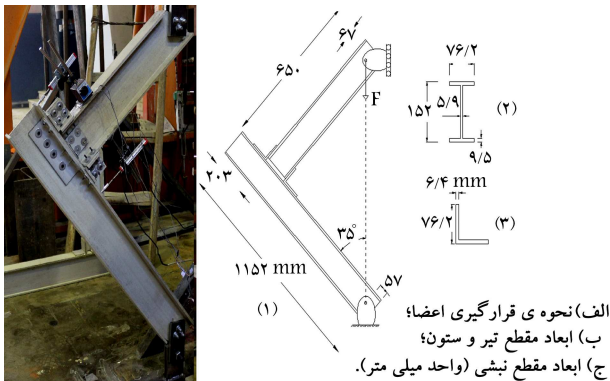 ۶۷
۶۵۰
F
۲۰۳
۳۵°
۱۱۵۲ mm
۵۷
(۱)
۷۶/۲
۱۵۲
۵/۹
(۲)
۹/۵
۶/۴ mm
۷۶/۲
(۳)
الف) نحوه ی قرارگیری اعضا؛
ب) ابعاد مقطع تیر و ستون؛
ج) ابعاد مقطع نبشی (واحد میلی متر).